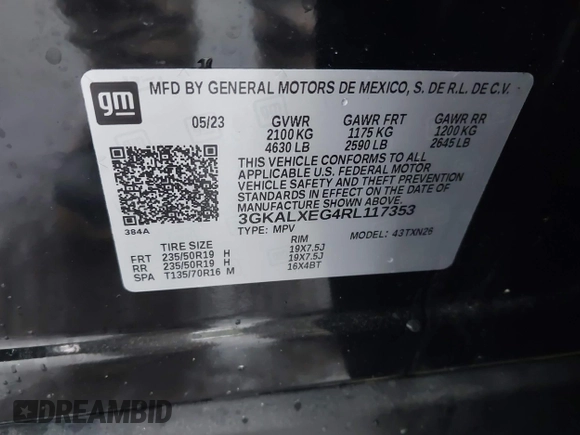 gm MFD BY GENERAL MOTORS DE MEXICO, S. DE R.L. DE C.V.
05/23 GVWR GAWR FRT GAWR RR
2100 KG 1175 KG 1200 KG
4630 LB 2590 LB 2645 LB
THIS VEHICLE CONFORMS TO ALL
APPLICABLE U.S. FEDERAL MOTOR
VEHICLE SAFETY AND THEFT PREVENTION
STANDARDS IN EFFECT ON THE DATE OF
MANUFACTURE SHOWN ABOVE.
3GKALXEG4RL117353
384A TYPE: MPV MODEL: 43TXN26
TIRE SIZE RIM
FRT 235/50R19 H 19X7.5J
RR 235/50R19 H 19X7.5J
SPA T135/70R16 M 16X4BT
DREAMBID